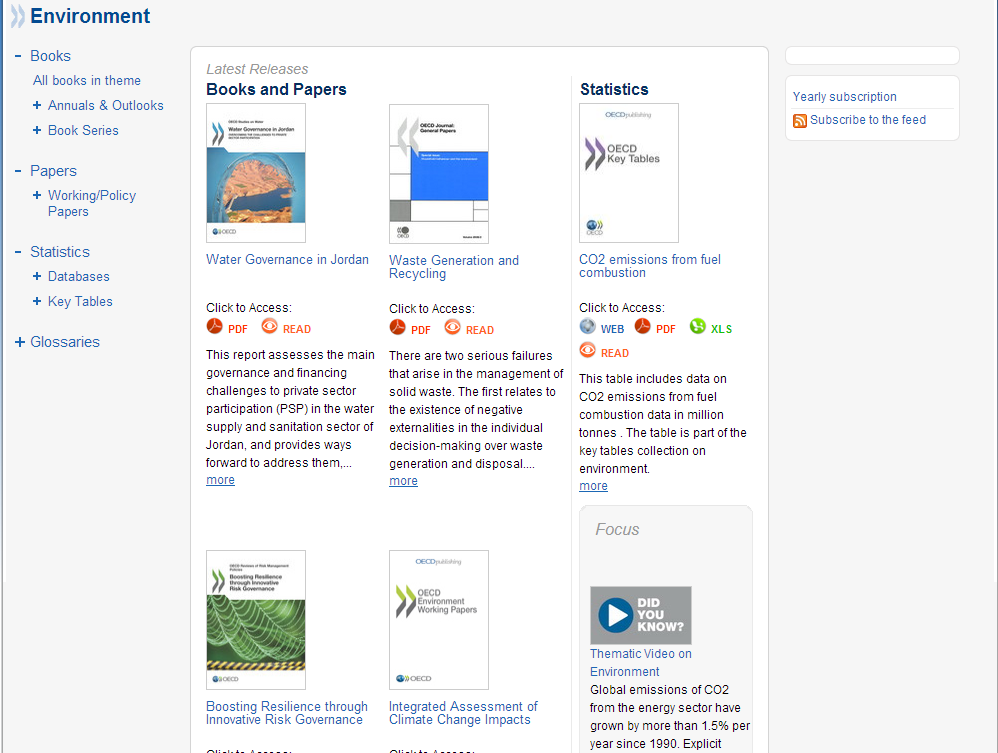 Environment
- Books
All books in theme
+ Annuals & Outlooks
+ Book Series
- Papers
+ Working/Policy
Papers
- Statistics
+ Databases
+ Key Tables
+ Glossaries
Latest Releases
Books and Papers
OECD Studies on Water
Water Governance in Jordan
OECD
Water Governance in Jordan
Click to Access:
PDF READ
This report assesses the main
governance and financing
challenges to private sector
participation (PSP) in the water
supply and sanitation sector of
Jordan, and provides ways
forward to address them,...
more
OECD Journal:
General Papers
OECD
Waste Generation and
Recycling
Click to Access:
PDF READ
There are two serious failures
that arise in the management of
solid waste. The first relates to
the existence of negative
externalities in the individual
decision-making over waste
generation and disposal....
more
OECD Reviews of Risk Management
Policies
Boosting Resilience
through Innovative
Risk Governance
OECD
Boosting Resilience through
Innovative Risk Governance
Click to Access:
OECDpublishing
OECD
Environment
Working Papers
OECD
Integrated Assessment of
Climate Change Impacts
Click to Access:
Statistics
OECDpublishing
OECD
Key Tables
OECD
CO2 emissions from fuel
combustion
Click to Access:
WEB PDF XLS
READ
This table includes data on
CO2 emissions from fuel
combustion data in million
tonnes . The table is part of the
key tables collection on
environment.
more
Focus
DID
YOU
KNOW?
Thematic Video on
Environment
Global emissions of CO2
from the energy sector have
grown by more than 1.5% per
year since 1990. Explicit
Yearly subscription
Subscribe to the feed